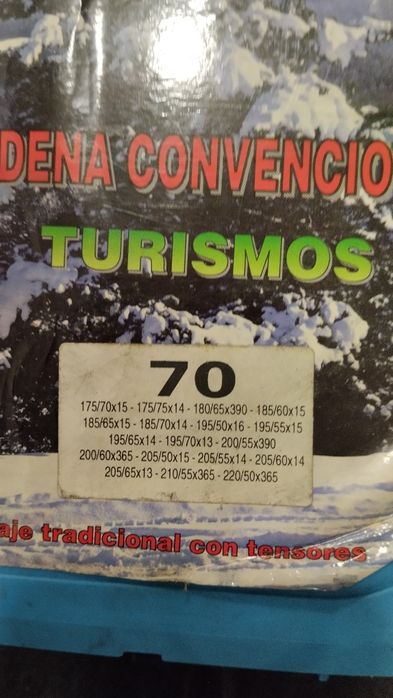 DENA CONVENCIO
TURISMOS
70
175/70x15 - 175/75x14 - 180/65x390 - 185/60x15
185/65x15 - 185/70x14 - 195/50x16 - 195/55x15
195/65x14 - 195/70x13 - 200/55x390
200/60x365 - 205/50x15 - 205/55x14 - 205/60x14
205/65x13 - 210/55x365 - 220/50x365
aje tradicional con tensores